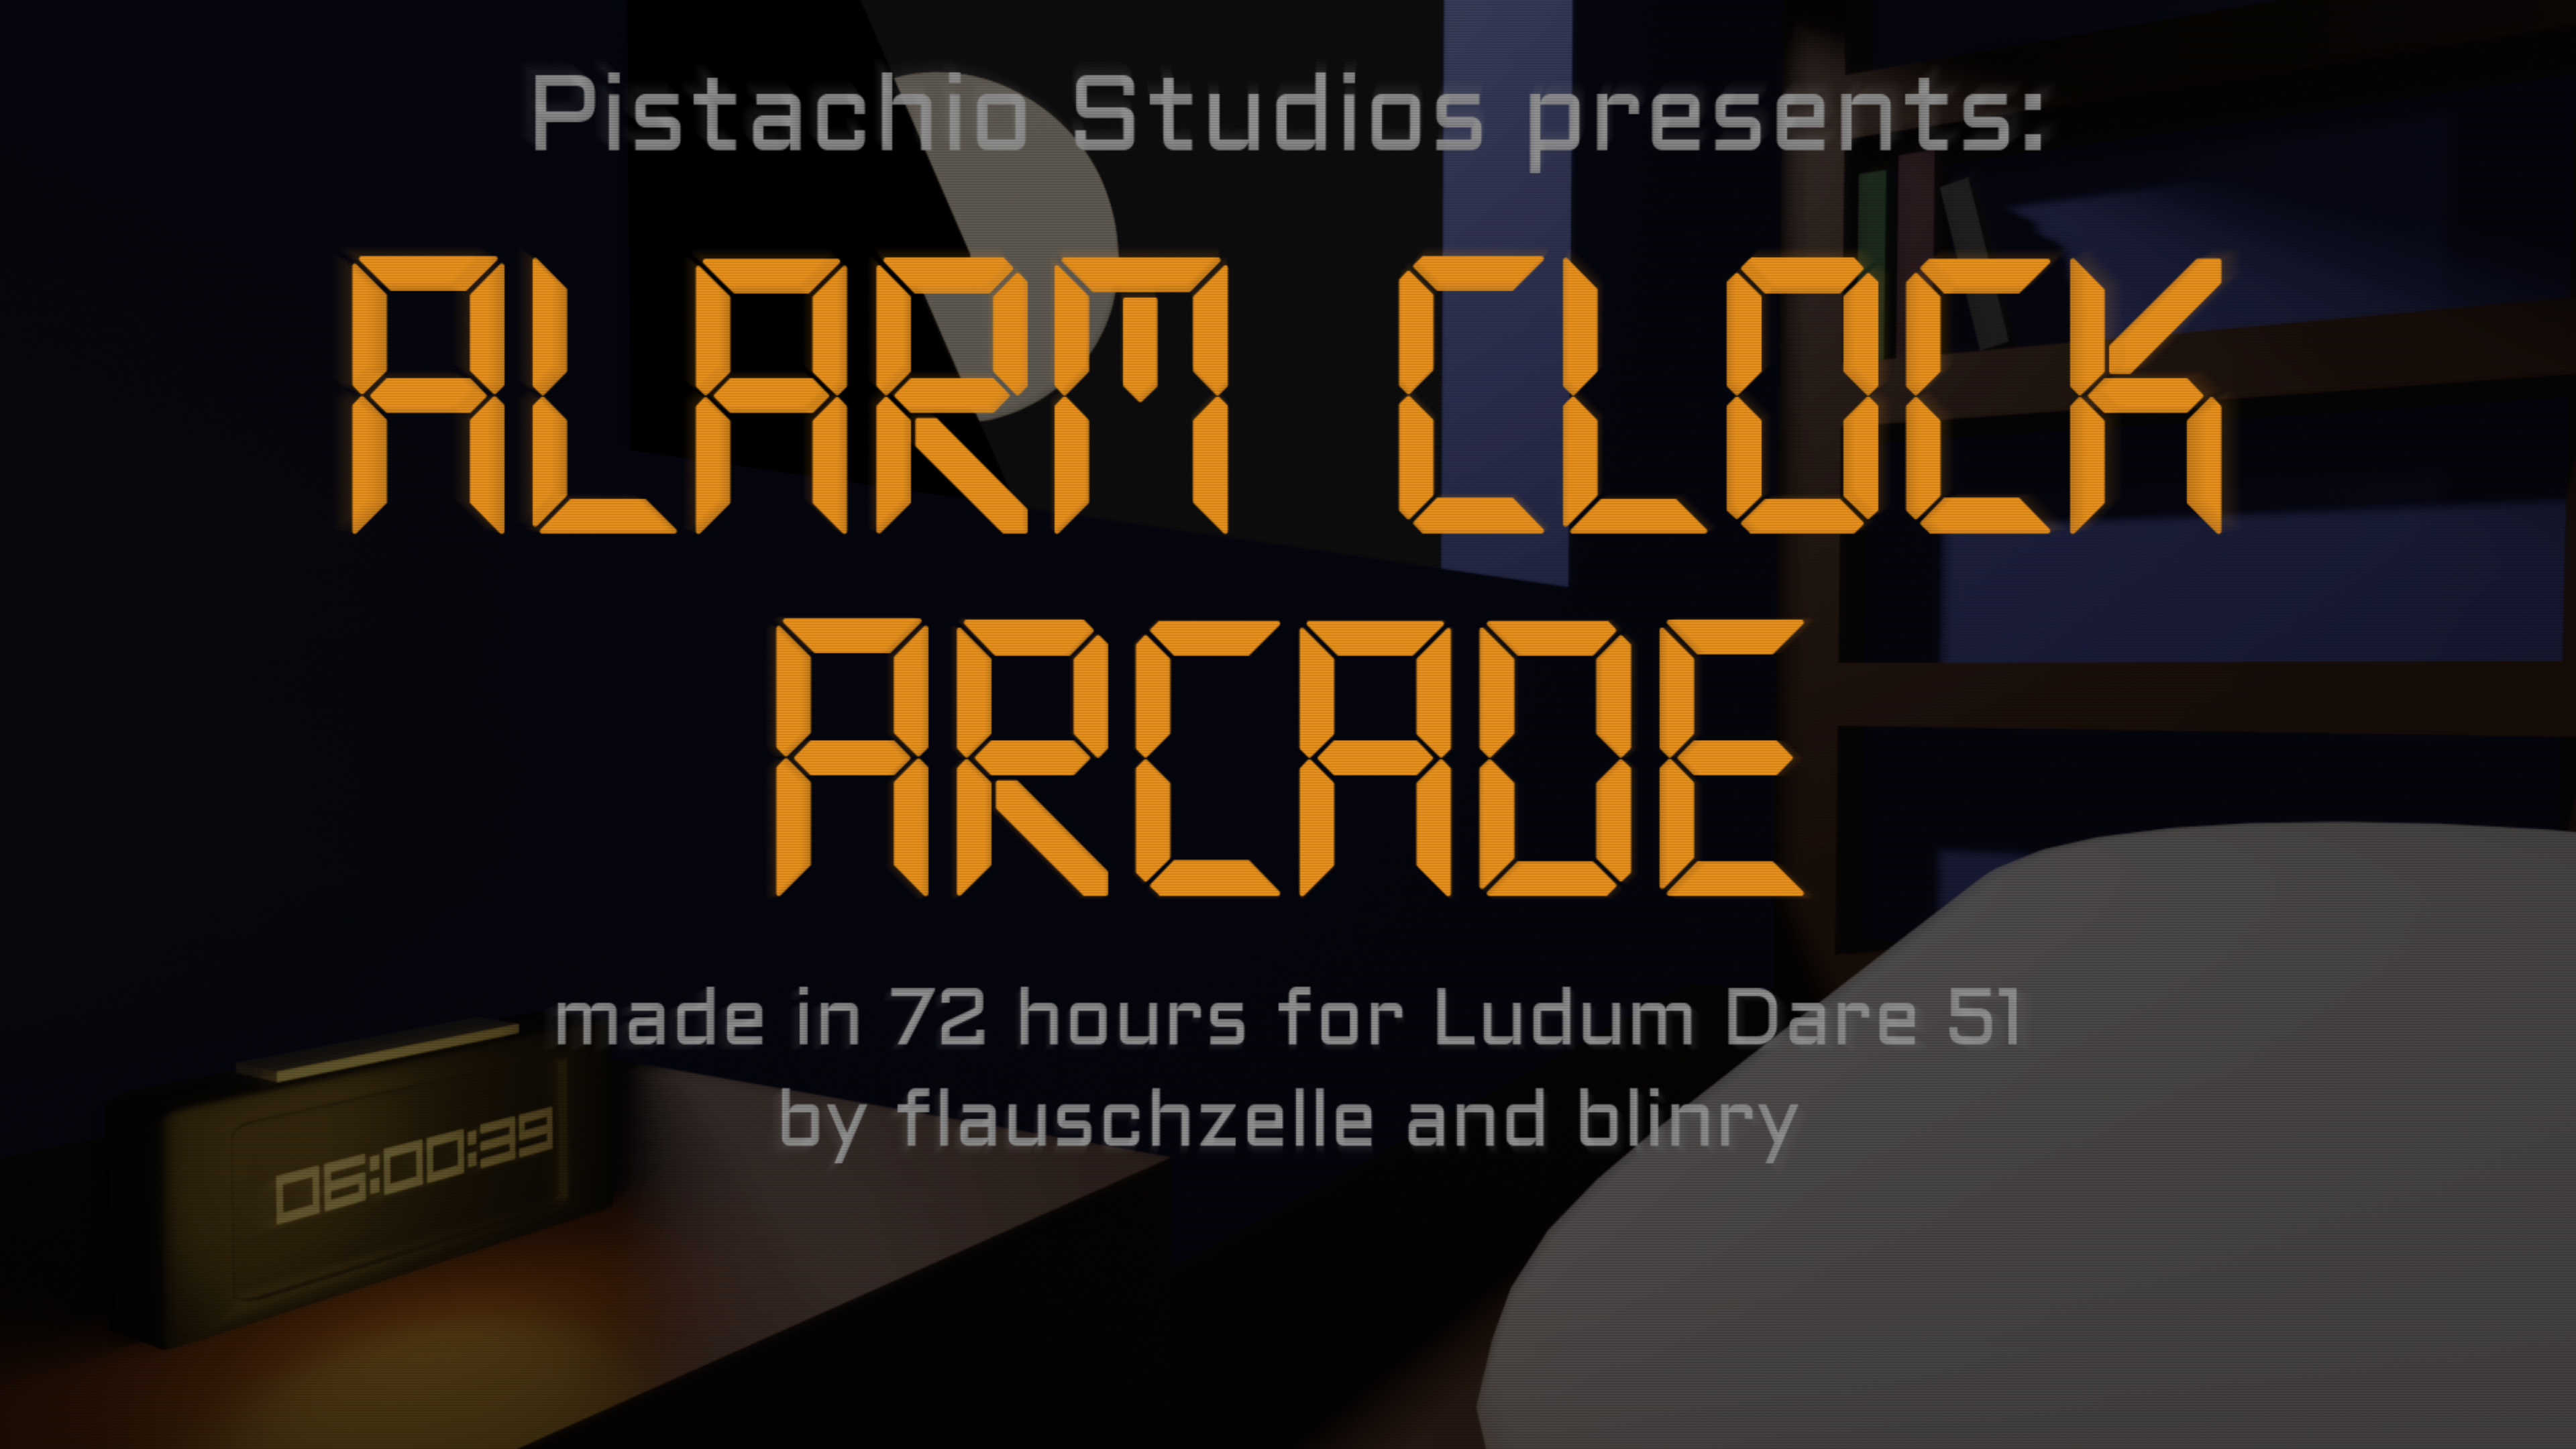 Pistachio Studios presents:
ALARM CLOCK
ARCADE
made in 72 hours for Ludum Dare 51
by flauschzelle and blinry
06:00:39